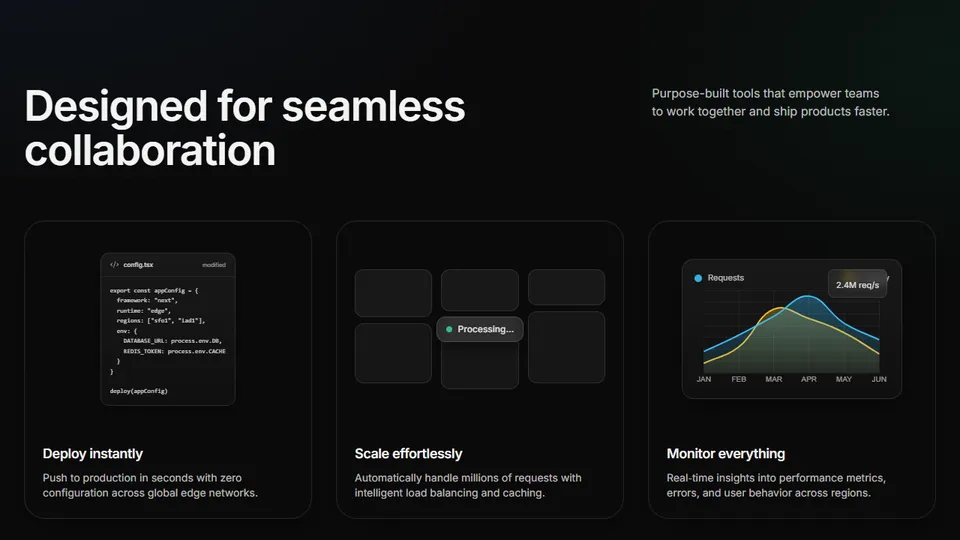 Designed for seamless
collaboration
Purpose-built tools that empower teams
to work together and ship products faster.
</> config.tsx modified
export const appConfig = {
framework: "next",
runtime: "edge",
regions: ["sfo1", "iad1"],
env: {
DATABASE_URL: process.env.DB,
REDIS_TOKEN: process.env.CACHE
}
}
deploy(appConfig)
Deploy instantly
Push to production in seconds with zero
configuration across global edge networks.
Processing...
Scale effortlessly
Automatically handle millions of requests with
intelligent load balancing and caching.
Requests
2.4M req/s
JAN FEB MAR APR MAY JUN
Monitor everything
Real-time insights into performance metrics,
errors, and user behavior across regions.